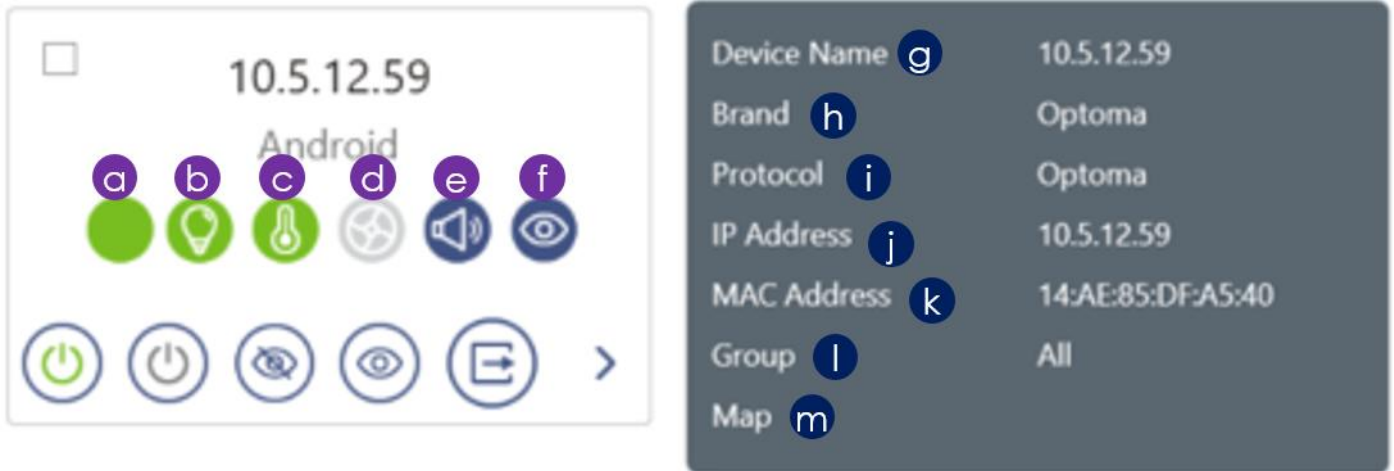 10.5.12.59
Android
a b c d e f
Device Name g 10.5.12.59
Brand h Optoma
Protocol i Optoma
IP Address j 10.5.12.59
MAC Address k 14:AE:85:DF:A5:40
Group l All
Map m